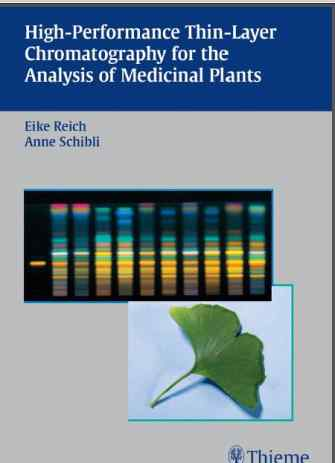 High-Performance Thin-Layer
Chromatography for the
Analysis of Medicinal Plants
Eike Reich
Anne Schibli
Thieme